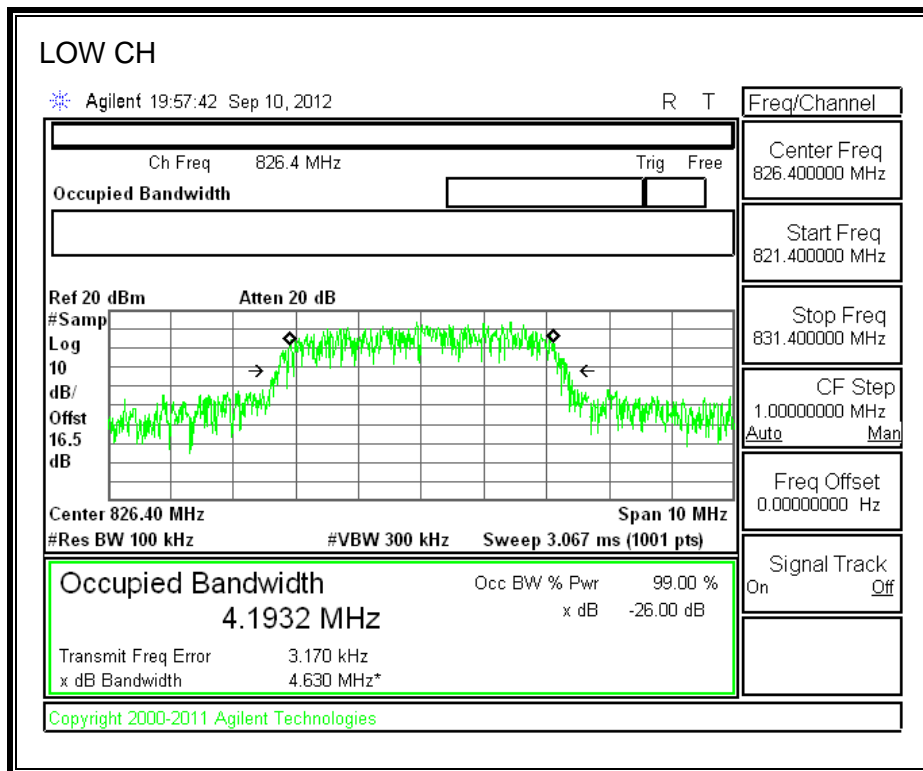 LOW CH
Agilent 19:57:42 Sep 10, 2012 R T
Freq/Channel
Ch Freq 826.4 MHz Trig Free
Occupied Bandwidth
Center Freq
826.400000 MHz
Start Freq
821.400000 MHz
Stop Freq
831.400000 MHz
CF Step
1.00000000 MHz
Auto Man
Freq Offset
0.00000000 Hz
Signal Track
On Off
Ref 20 dBm Atten 20 dB
#Samp
Log
10
dB/
Offst
16.5
dB
Center 826.40 MHz Span 10 MHz
#Res BW 100 kHz #VBW 300 kHz Sweep 3.067 ms (1001 pts)
Occupied Bandwidth
4.1932 MHz
Occ BW % Pwr 99.00 %
x dB -26.00 dB
Transmit Freq Error 3.170 kHz
x dB Bandwidth 4.630 MHz*
Copyright 2000-2011 Agilent Technologies